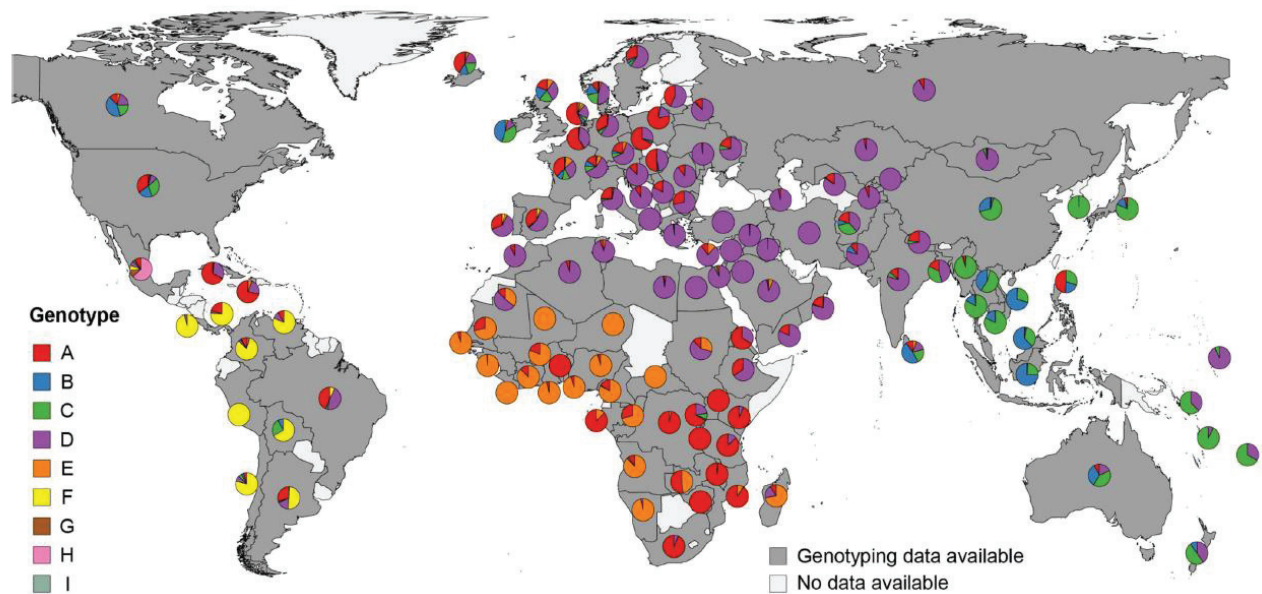 Genotype
A
B
C
D
E
F
G
H
I
Genotyping data available
No data available